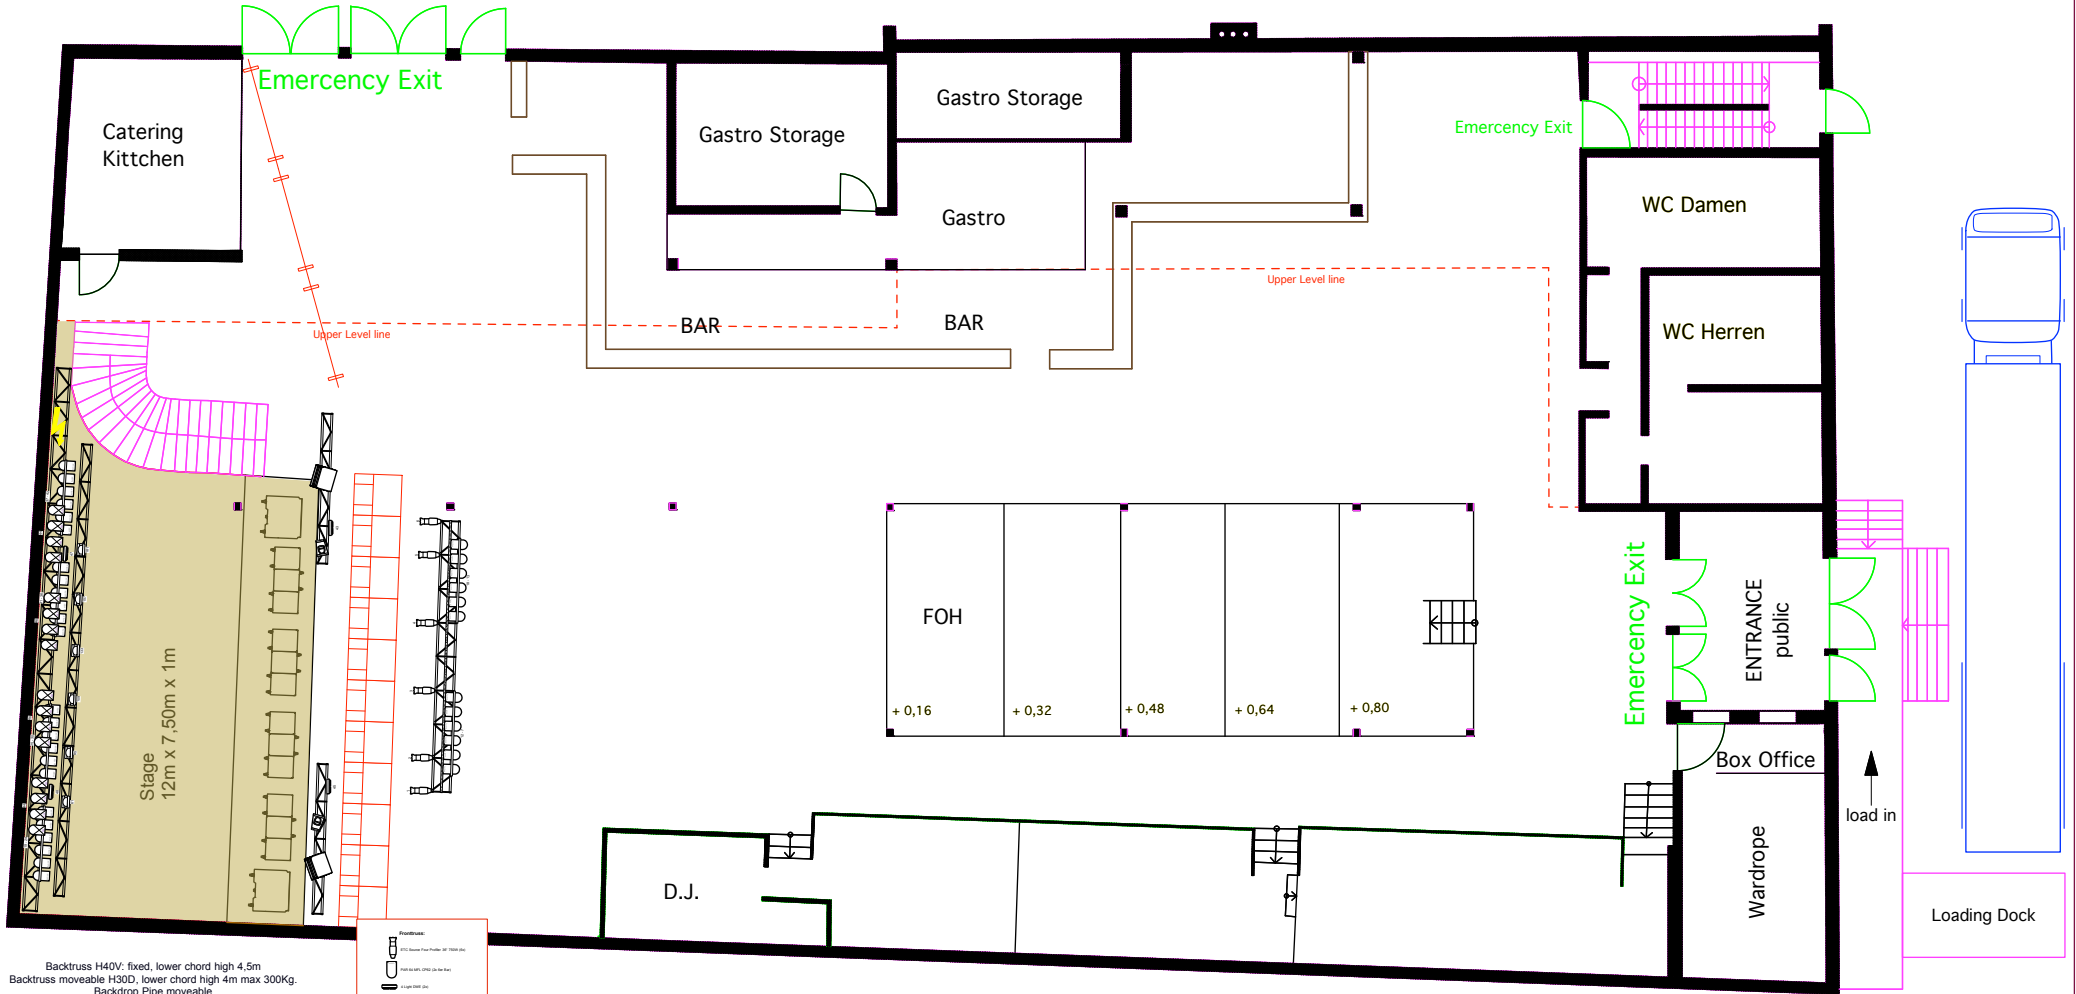 Emercency Exit
Catering
Kittchen
Gastro Storage
Gastro Storage
Emercency Exit
Gastro
WC Damen
Upper Level line
Upper Level line
BAR
BAR
WC Herren
Stage
12m x 7,50m x 1m
FOH
+ 0,16
+ 0,32
+ 0,48
+ 0,64
+ 0,80
Emercency Exit
ENTRANCE
public
Box Office
load in
Wardrope
D.J.
Loading Dock
Fronttruss:
Backtruss H40V: fixed, lower chord high 4,5m
Backtruss moveable H30D, lower chord high 4m max 300Kg.
Backdrop Pipe moveable